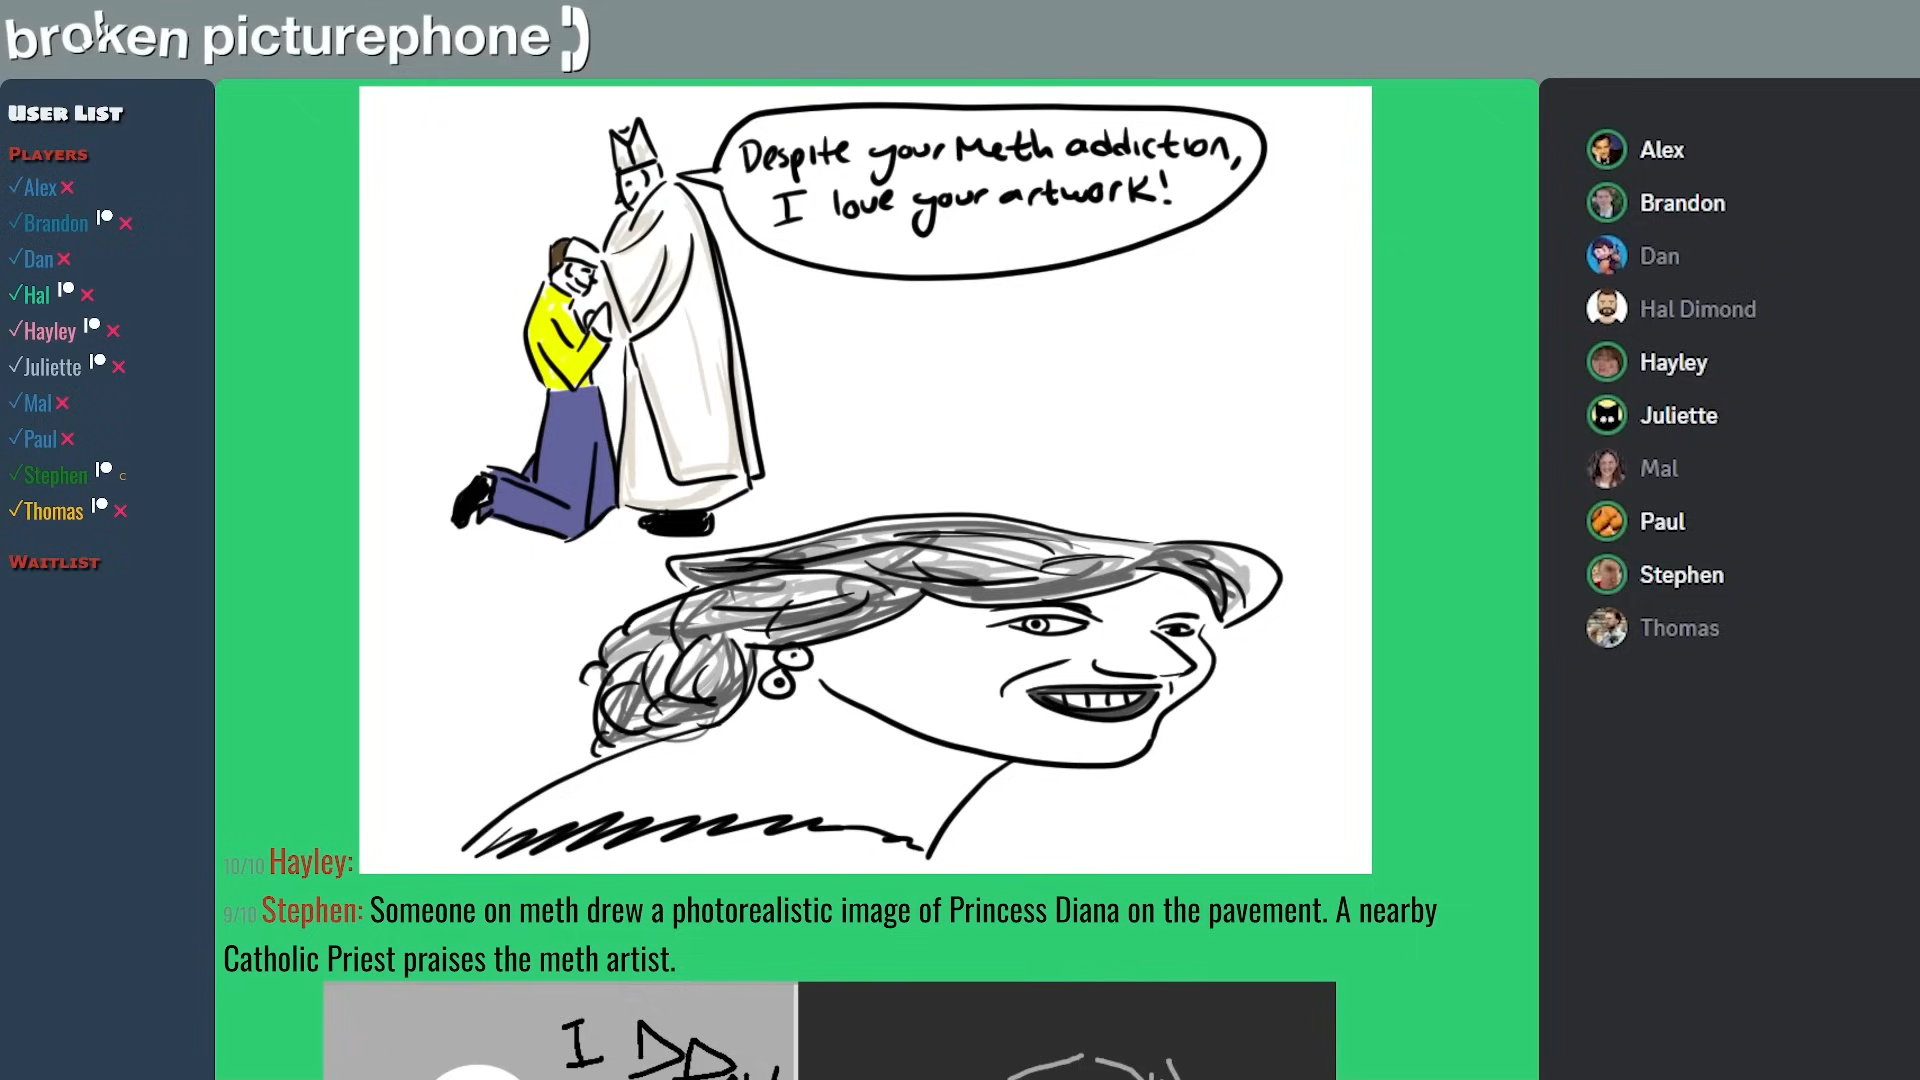 broken picturephone
User List
Players
✓Alex ×
✓Brandon ×
✓Dan ×
✓Hal ×
✓Hayley ×
✓Juliette ×
✓Mal ×
✓Paul ×
✓Stephen c
✓Thomas ×
Waitlist
Despite your Meth addiction,
I love your artwork!
10/10 Hayley:
9/10 Stephen: Someone on meth drew a photorealistic image of Princess Diana on the pavement. A nearby
Catholic Priest praises the meth artist.
I
Alex
Brandon
Dan
Hal Dimond
Hayley
Juliette
Mal
Paul
Stephen
Thomas